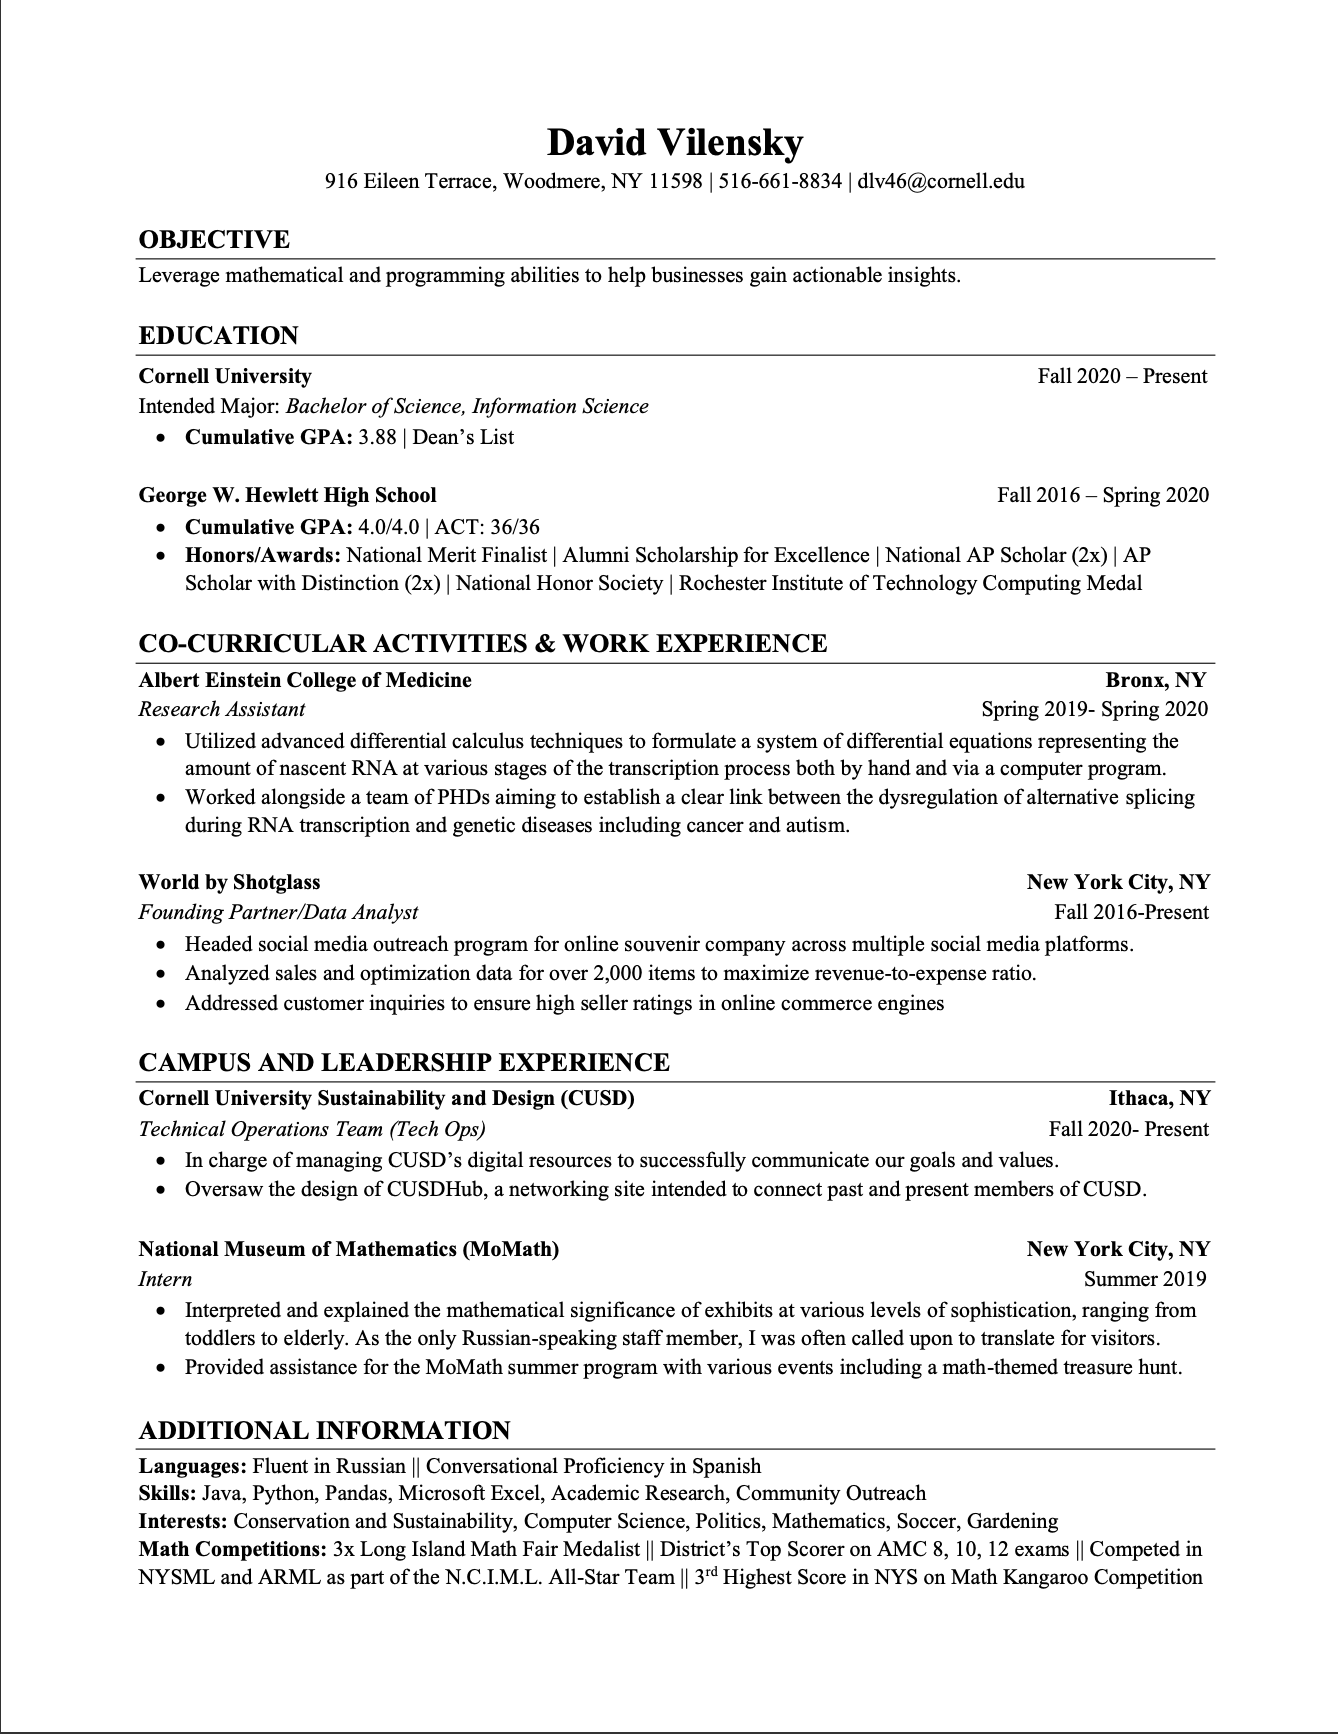 David Vilensky
916 Eileen Terrace, Woodmere, NY 11598 | 516-661-8834 | dlv46@cornell.edu
OBJECTIVE
Leverage mathematical and programming abilities to help businesses gain actionable insights.
EDUCATION
Cornell University Fall 2020 – Present
Intended Major: Bachelor of Science, Information Science
• Cumulative GPA: 3.88 | Dean’s List
George W. Hewlett High School Fall 2016 – Spring 2020
• Cumulative GPA: 4.0/4.0 | ACT: 36/36
• Honors/Awards: National Merit Finalist | Alumni Scholarship for Excellence | National AP Scholar (2x) | AP
Scholar with Distinction (2x) | National Honor Society | Rochester Institute of Technology Computing Medal
CO-CURRICULAR ACTIVITIES & WORK EXPERIENCE
Albert Einstein College of Medicine Bronx, NY
Research Assistant Spring 2019- Spring 2020
• Utilized advanced differential calculus techniques to formulate a system of differential equations representing the
amount of nascent RNA at various stages of the transcription process both by hand and via a computer program.
• Worked alongside a team of PHDs aiming to establish a clear link between the dysregulation of alternative splicing
during RNA transcription and genetic diseases including cancer and autism.
World by Shotglass New York City, NY
Founding Partner/Data Analyst Fall 2016-Present
• Headed social media outreach program for online souvenir company across multiple social media platforms.
• Analyzed sales and optimization data for over 2,000 items to maximize revenue-to-expense ratio.
• Addressed customer inquiries to ensure high seller ratings in online commerce engines
CAMPUS AND LEADERSHIP EXPERIENCE
Cornell University Sustainability and Design (CUSD) Ithaca, NY
Technical Operations Team (Tech Ops) Fall 2020- Present
• In charge of managing CUSD’s digital resources to successfully communicate our goals and values.
• Oversaw the design of CUSDHub, a networking site intended to connect past and present members of CUSD.
National Museum of Mathematics (MoMath) New York City, NY
Intern Summer 2019
• Interpreted and explained the mathematical significance of exhibits at various levels of sophistication, ranging from
toddlers to elderly. As the only Russian-speaking staff member, I was often called upon to translate for visitors.
• Provided assistance for the MoMath summer program with various events including a math-themed treasure hunt.
ADDITIONAL INFORMATION
Languages: Fluent in Russian || Conversational Proficiency in Spanish
Skills: Java, Python, Pandas, Microsoft Excel, Academic Research, Community Outreach
Interests: Conservation and Sustainability, Computer Science, Politics, Mathematics, Soccer, Gardening
Math Competitions: 3x Long Island Math Fair Medalist || District’s Top Scorer on AMC 8, 10, 12 exams || Competed in
NYSML and ARML as part of the N.C.I.M.L. All-Star Team || 3rd Highest Score in NYS on Math Kangaroo Competition